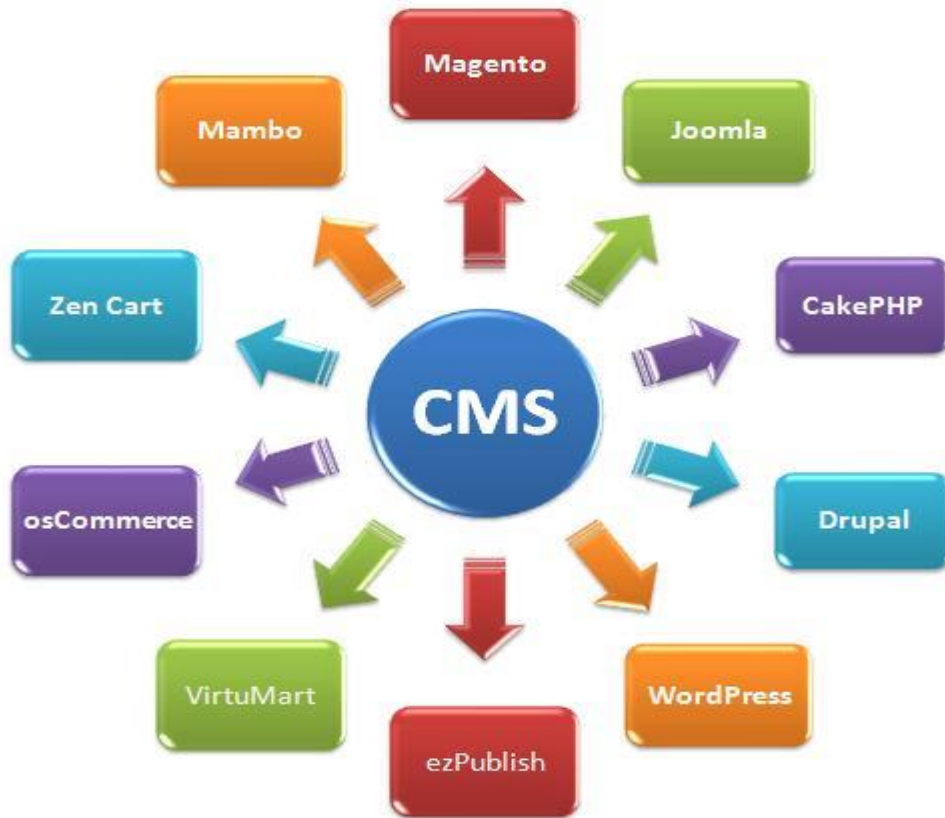 Magento
Mambo
Joomla
Zen Cart
CakePHP
CMS
osCommerce
Drupal
VirtuMart
WordPress
ezPublish